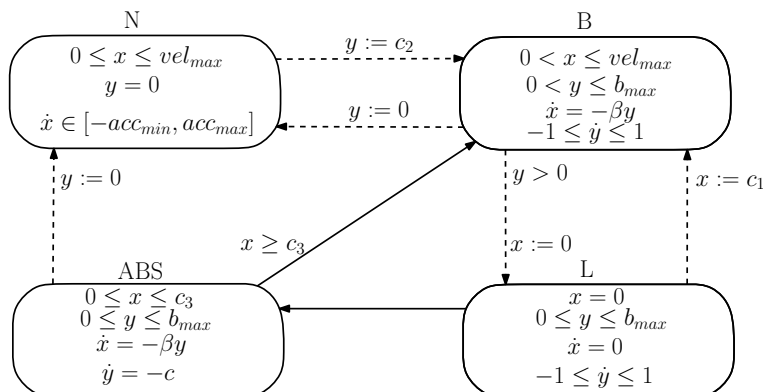 N
0 ≤ x ≤ vel_max
y = 0
ẋ ∈ [−acc_min, acc_max]
y := c_2
y := 0
B
0 < x ≤ vel_max
0 < y ≤ b_max
ẋ = −βy
−1 ≤ ẏ ≤ 1
y := 0
y > 0
x := c_1
x ≥ c_3
x := 0
ABS
0 ≤ x ≤ c_3
0 ≤ y ≤ b_max
ẋ = −βy
ẏ = −c
L
x = 0
0 ≤ y ≤ b_max
ẋ = 0
−1 ≤ ẏ ≤ 1